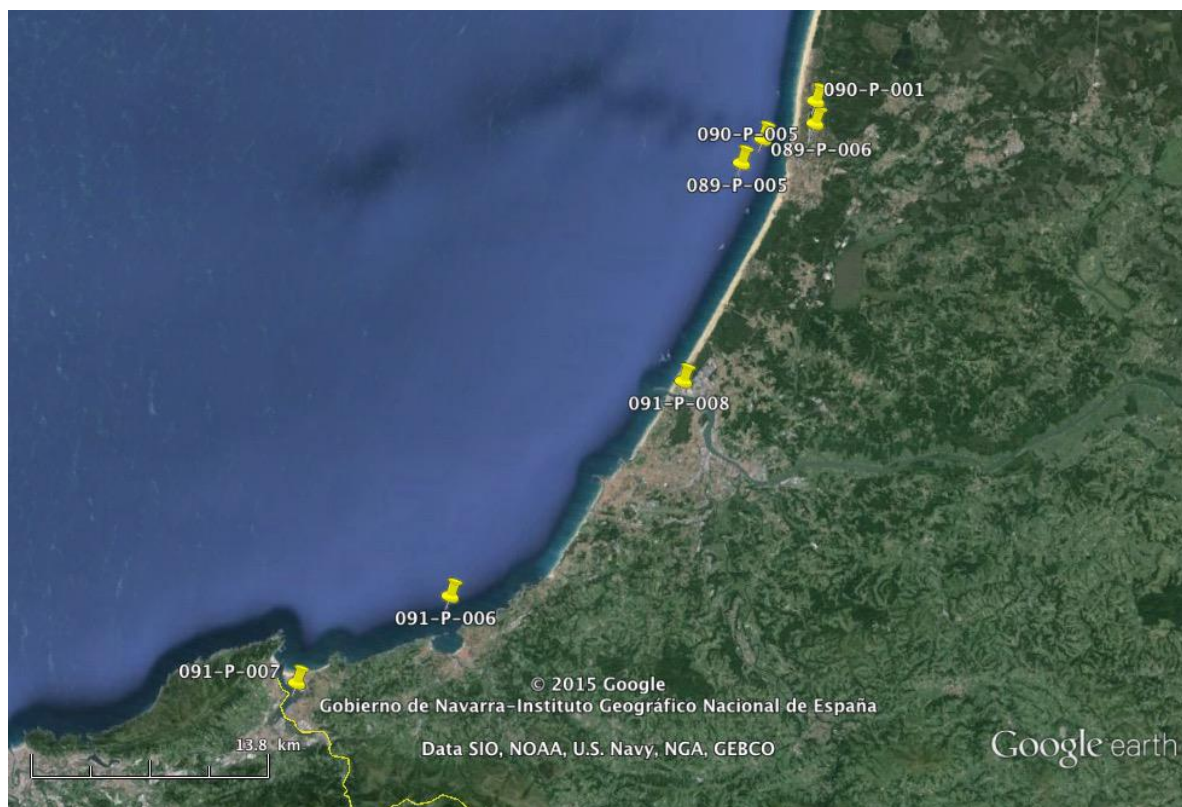 090-P-001
090-P-005
089-P-006
089-P-005
091-P-008
091-P-006
091-P-007
© 2015 Google
Gobierno de Navarra-Instituto Geográfico Nacional de España
13.8 km
Data SIO, NOAA, U.S. Navy, NGA, GEBCO
Google earth